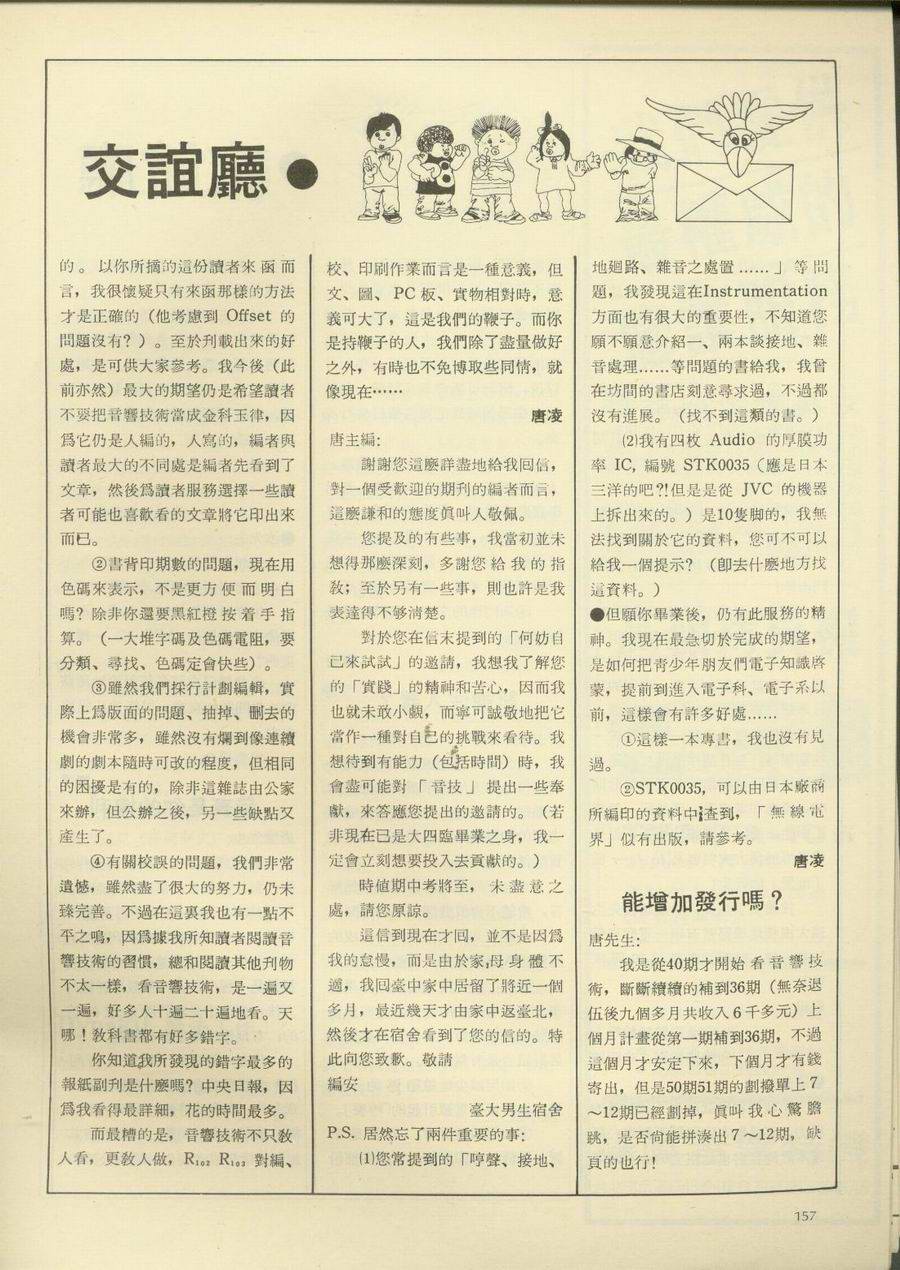 交誼廳●
的。以你所摘的這份讀者來函而
言，我很懷疑只有來函那樣的方法
才是正確的（他考慮到 Offset 的
問題沒有？）。至於刋載出來的好
處，是可供大家參考。我今後（此
前亦然）最大的期望仍是希望讀者
不要把音響技術當成金科玉律，因
爲它仍是人編的，人寫的，編者與
讀者最大的不同處是編者先看到了
文章，然後爲讀者服務選擇一些讀
者可能也喜歡看的文章將它印出來
而已。
②書背印期數的問題，現在用
色碼來表示，不是更方便而明白
嗎？除非你還要黑紅橙按着手指
算。（一大堆字碼及色碼電阻，要
分類、尋找、色碼定會快些）。
③雖然我們採行計劃編輯，實
際上爲版面的問題、抽掉、刪去的
機會非常多，雖然沒有爛到像連續
劇的劇本隨時可改的程度，但相同
的困擾是有的，除非這雜誌由公家
來辦，但公辦之後，另一些缺點又
產生了。
④有關校誤的問題，我們非常
遺憾，雖然盡了很大的努力，仍未
臻完善。不過在這裏我也有一點不
平之鳴，因爲據我所知讀者閱讀音
響技術的習慣，總和閱讀其他刋物
不太一樣，看音響技術，是一遍又
一遍，好多人十遍二十遍地看。天
哪！敎科書都有好多錯字。
你知道我所發現的錯字最多的
報紙副刋是什麼嗎？中央日報，因
爲我看得最詳細，花的時間最多。
而最糟的是，音響技術不只敎
人看，更敎人做，R₁₀₂ R₁₀₃ 對編、
校、印刷作業而言是一種意義，但
文、圖、PC 板、實物相對時，意
義可大了，這是我們的鞭子。而你
是持鞭子的人，我們除了盡量做好
之外，有時也不免博取些同情，就
像現在……
唐凌
唐主編：
謝謝您這麼詳盡地給我囘信，
對一個受歡迎的期刋的編者而言，
這麼謙和的態度眞叫人敬佩。
您提及的有些事，我當初並未
想得那麼深刻，多謝您給我的指
敎；至於另有一些事，則也許是我
表達得不够清楚。
對於您在信末提到的「何妨自
已來試試」的邀請，我想我了解您
的「實踐」的精神和苦心，因而我
也就未敢小覷，而寧可誠敬地把它
當作一種對自己的挑戰來看待。我
想待到有能力（包括時間）時，我
會盡可能對「音技」提出一些奉
獻，來答應您提出的邀請的。（若
非現在已是大四臨畢業之身，我一
定會立刻想要投入去貢獻的。）
時値期中考將至，未盡意之
處，請您原諒。
這信到現在才囘，並不是因爲
我的怠慢，而是由於家母身體不
適，我囘臺中家中居留了將近一個
多月，最近幾天才由家中返臺北，
然後才在宿舍看到了您的信的。特
此向您致歉。敬請
編安
臺大男生宿舍
P.S. 居然忘了兩件重要的事：
⑴您常提到的「哼聲、接地、
地廻路、雜音之處置……」等問
題，我發現這在Instrumentation
方面也有很大的重要性，不知道您
願不願意介紹一、兩本談接地、雜
音處理……等問題的書給我，我曾
在坊間的書店刻意尋求過，不過都
沒有進展。（找不到這類的書。）
⑵我有四枚 Audio 的厚膜功
率 IC, 編號 STK0035（應是日本
三洋的吧?!但是是從 JVC 的機器
上拆出來的。）是10隻脚的，我無
法找到關於它的資料，您可不可以
給我一個提示？（卽去什麼地方找
這資料。）
●但願你畢業後，仍有此服務的精
神。我現在最急切於完成的期望，
是如何把靑少年朋友們電子知識啓
蒙，提前到進入電子科、電子系以
前，這樣會有許多好處……
①這樣一本專書，我也沒有見
過。
②STK0035，可以由日本廠商
所編印的資料中查到，「無線電
界」似有出版，請參考。
唐凌
能增加發行嗎？
唐先生：
我是從40期才開始看音響技
術，斷斷續續的補到36期（無奈退
伍後九個多月共收入６千多元）上
個月計畫從第一期補到36期，不過
這個月才安定下來，下個月才有錢
寄出，但是50期51期的劃撥單上７
～12期已經劃掉，眞叫我心驚膽
跳，是否尙能拼湊出７～12期，缺
頁的也行！
157